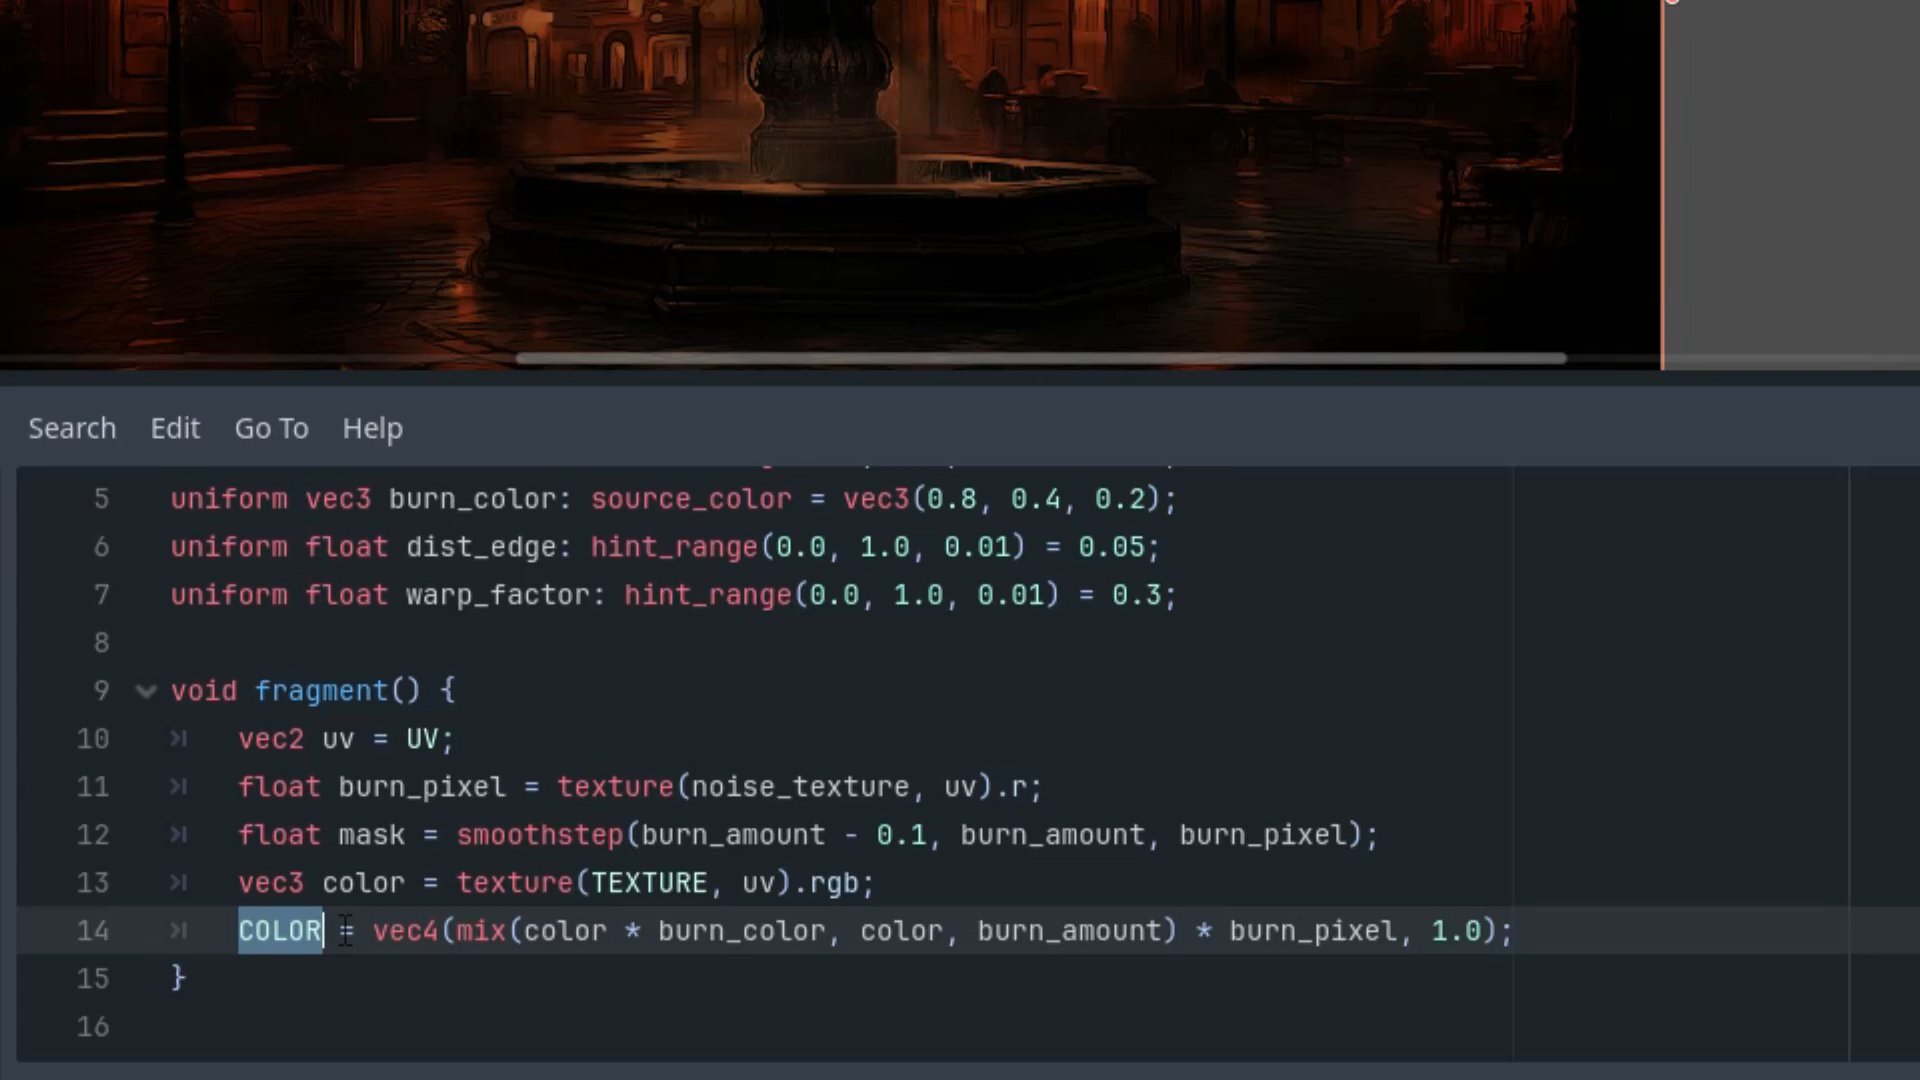 Search Edit Go To Help
5 uniform vec3 burn_color: source_color = vec3(0.8, 0.4, 0.2);
6 uniform float dist_edge: hint_range(0.0, 1.0, 0.01) = 0.05;
7 uniform float warp_factor: hint_range(0.0, 1.0, 0.01) = 0.3;
8
9 void fragment() {
10 vec2 uv = UV;
11 float burn_pixel = texture(noise_texture, uv).r;
12 float mask = smoothstep(burn_amount - 0.1, burn_amount, burn_pixel);
13 vec3 color = texture(TEXTURE, uv).rgb;
14 COLOR = vec4(mix(color * burn_color, color, burn_amount) * burn_pixel, 1.0);
15 }
16